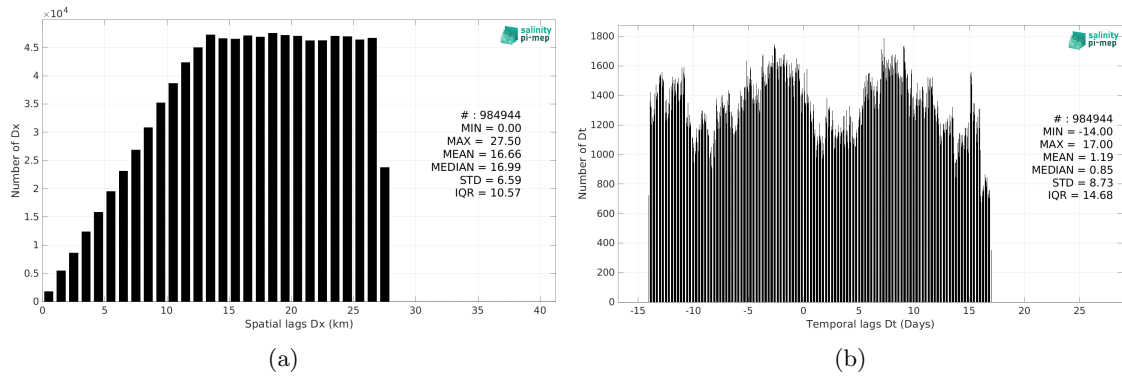 ×10⁴
5
4.5
4
3.5
3
2.5
2
1.5
1
0.5
0
Number of Dx
0 5 10 15 20 25 30 35 40
Spatial lags Dx (km)
salinity
pi-mep
# : 984944
MIN = 0.00
MAX = 27.50
MEAN = 16.66
MEDIAN = 16.99
STD = 6.59
IQR = 10.57
(a)
1800
1600
1400
1200
1000
800
600
400
200
0
Number of Dt
-15 -10 -5 0 5 10 15 20 25
Temporal lags Dt (Days)
salinity
pi-mep
# : 984944
MIN = -14.00
MAX = 17.00
MEAN = 1.19
MEDIAN = 0.85
STD = 8.73
IQR = 14.68
(b)